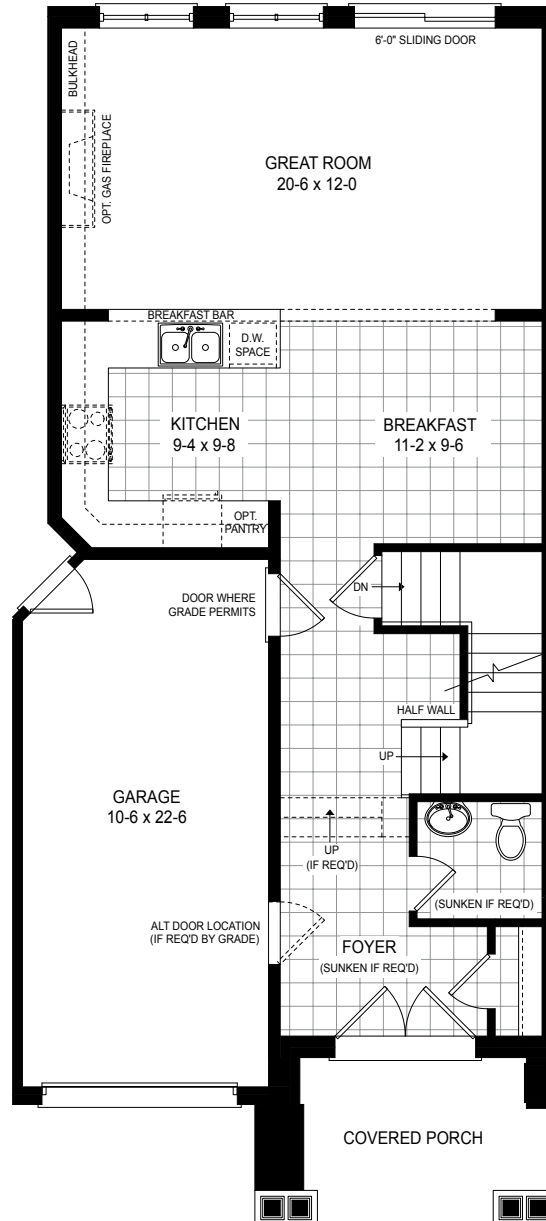 6'-0" SLIDING DOOR
BULKHEAD
OPT. GAS FIREPLACE
GREAT ROOM
20-6 x 12-0
BREAKFAST BAR
D.W.
SPACE
KITCHEN
9-4 x 9-8
BREAKFAST
11-2 x 9-6
OPT.
PANTRY
DOOR WHERE
GRADE PERMITS
DN
HALF WALL
UP
GARAGE
10-6 x 22-6
UP
(IF REQ'D)
(SUNKEN IF REQ'D)
ALT DOOR LOCATION
(IF REQ'D BY GRADE)
FOYER
(SUNKEN IF REQ'D)
COVERED PORCH